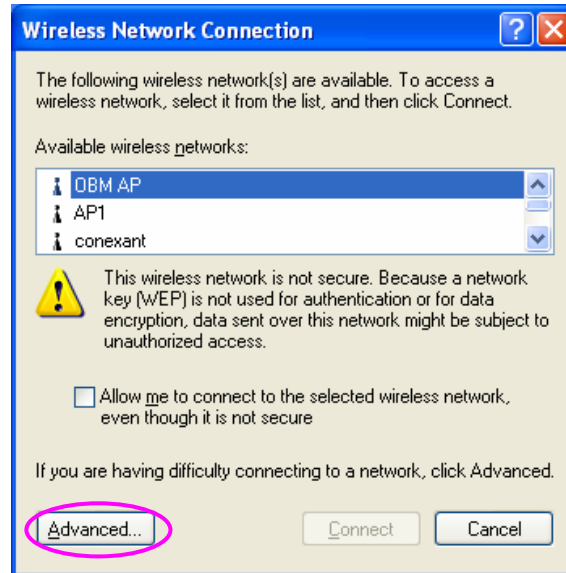 Wireless Network Connection
The following wireless network(s) are available. To access a
wireless network, select it from the list, and then click Connect.
Available wireless networks:
OBM AP
AP1
conexant
This wireless network is not secure. Because a network
key (WEP) is not used for authentication or for data
encryption, data sent over this network might be subject to
unauthorized access.
Allow me to connect to the selected wireless network,
even though it is not secure
If you are having difficulty connecting to a network, click Advanced.
Advanced... Connect Cancel